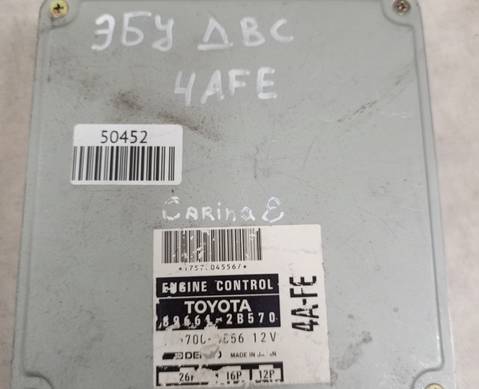 ЭБУ ДВС
4AFE
50452
Carina E
ENGINE CONTROL
TOYOTA
89661-2B570
12V
MADE IN JAPAN
4A-FE
16P 12P